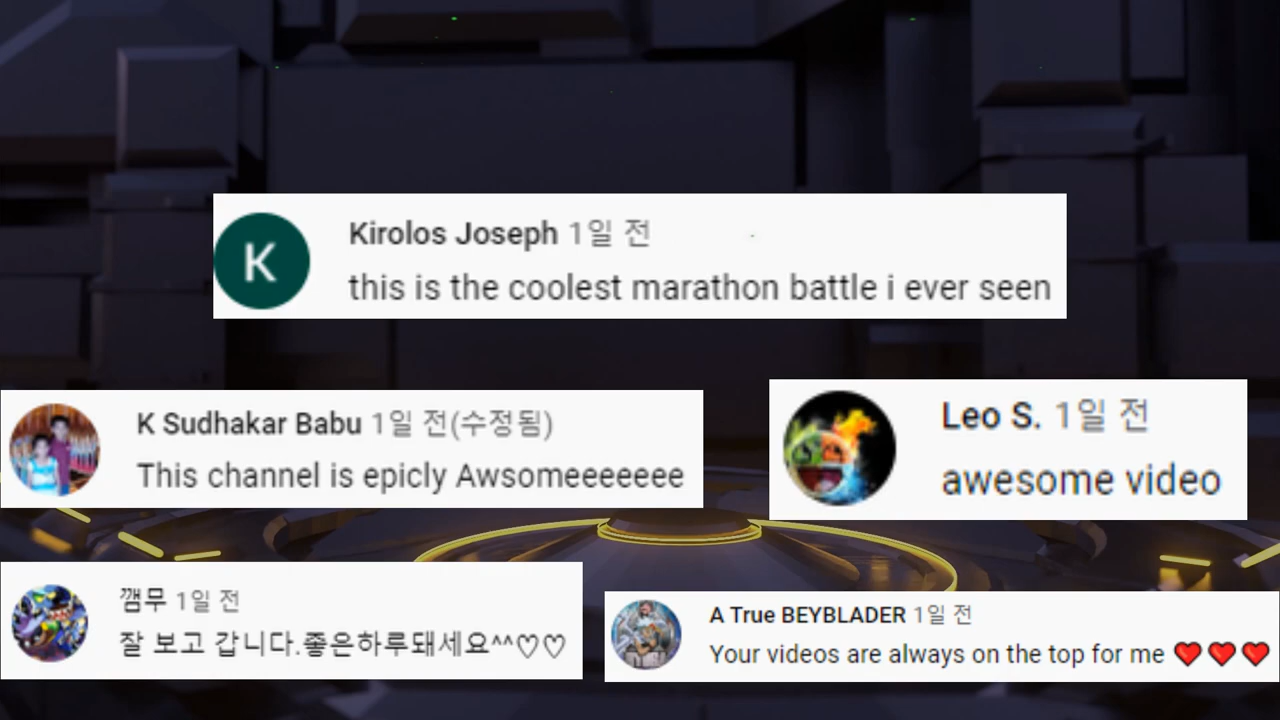 K
Kirolos Joseph 1일 전
this is the coolest marathon battle i ever seen
K Sudhakar Babu 1일 전(수정됨)
This channel is epicly Awsomeeeeeee
Leo S. 1일 전
awesome video
깸무 1일 전
잘 보고 갑니다.좋은하루돼세요^^♡♡
A True BEYBLADER 1일 전
Your videos are always on the top for me ❤❤❤